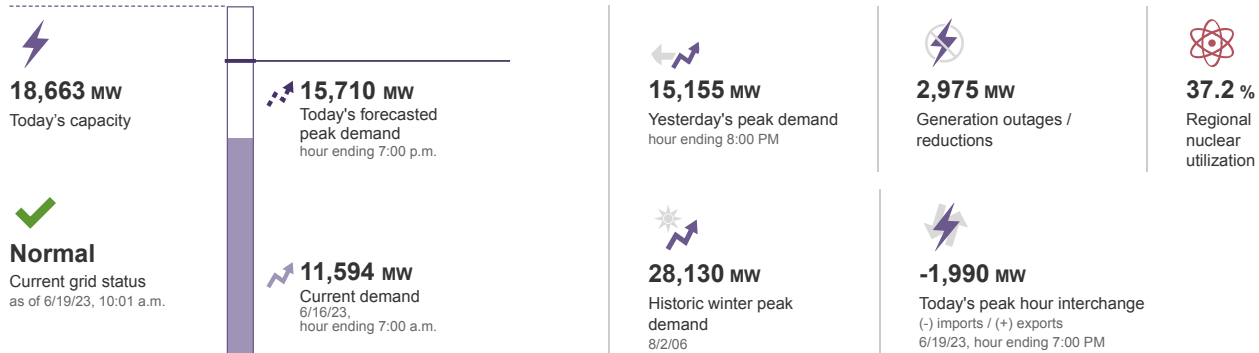 18,663 MW
Today's capacity
Normal
Current grid status
as of 6/19/23, 10:01 a.m.
15,710 MW
Today's forecasted
peak demand
hour ending 7:00 p.m.
11,594 MW
Current demand
6/16/23,
hour ending 7:00 a.m.
15,155 MW
Yesterday's peak demand
hour ending 8:00 PM
2,975 MW
Generation outages /
reductions
37.2 %
Regional
nuclear
utilization
28,130 MW
Historic winter peak
demand
8/2/06
-1,990 MW
Today's peak hour interchange
(-) imports / (+) exports
6/19/23, hour ending 7:00 PM